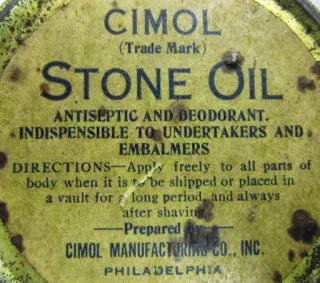 CIMOL
(Trade Mark)
STONE OIL
ANTISEPTIC AND DEODORANT.
INDISPENSIBLE TO UNDERTAKERS AND
EMBALMERS
DIRECTIONS—Apply freely to all parts of
body when it is to be shipped or placed in
a vault for a long period, and always
after shaving.
Prepared by
CIMOL MANUFACTURING CO., INC.
PHILADELPHIA